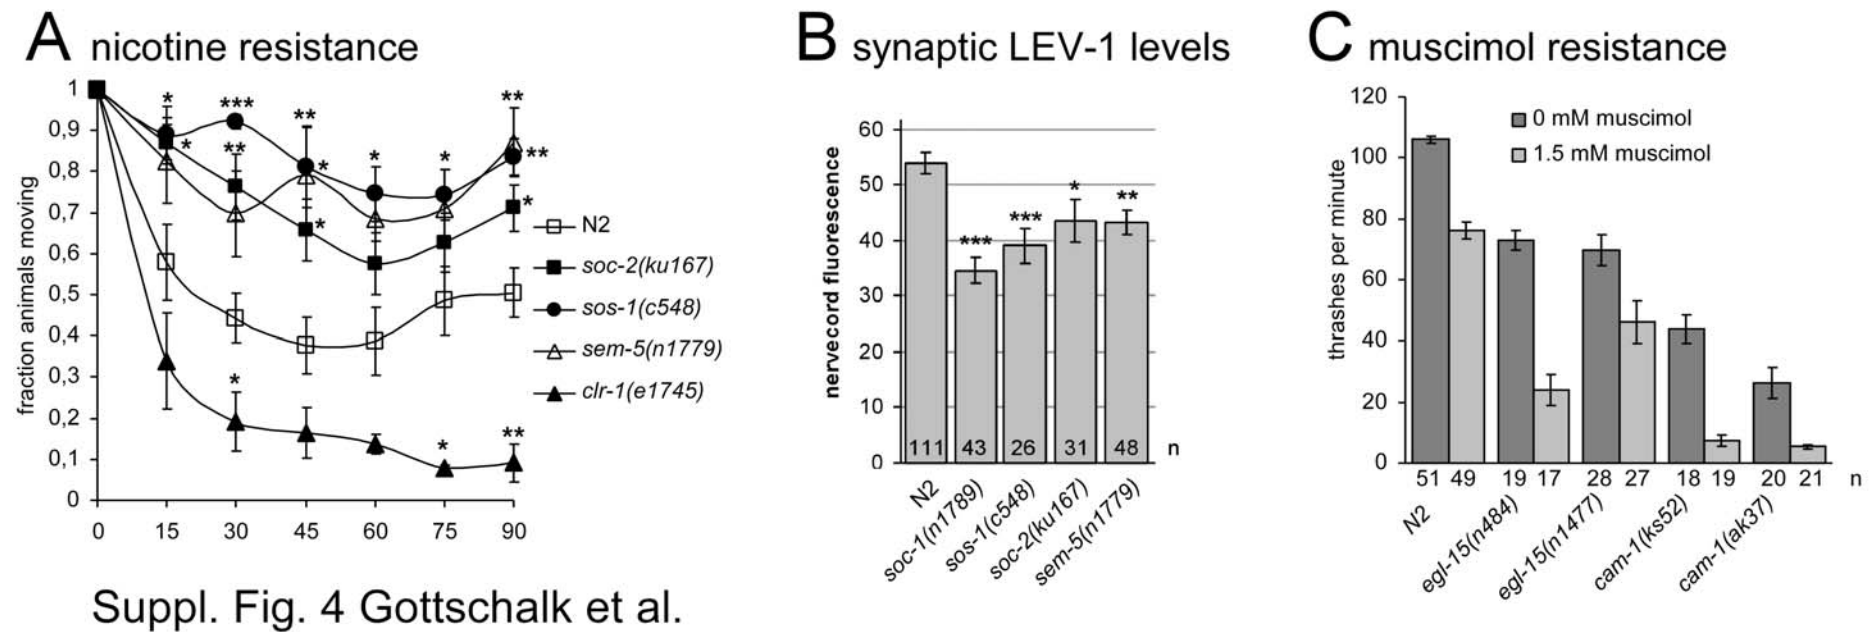 A nicotine resistance
fraction animals moving
1
0,9
0,8
0,7
0,6
0,5
0,4
0,3
0,2
0,1
0
0 15 30 45 60 75 90
* *** ** * * **
* ** * **
* *
* * **
N2
soc-2(ku167)
sos-1(c548)
sem-5(n1779)
clr-1(e1745)
B synaptic LEV-1 levels
nervecord fluorescence
60
50
40
30
20
10
0
*** *** * **
111 43 26 31 48 n
N2
soc-1(n1789)
sos-1(c548)
soc-2(ku167)
sem-5(n1779)
C muscimol resistance
thrashes per minute
120
100
80
60
40
20
0
0 mM muscimol
1.5 mM muscimol
51 49 19 17 28 27 18 19 20 21 n
N2
egl-15(n484)
egl-15(n1477)
cam-1(ks52)
cam-1(ak37)
Suppl. Fig. 4 Gottschalk et al.